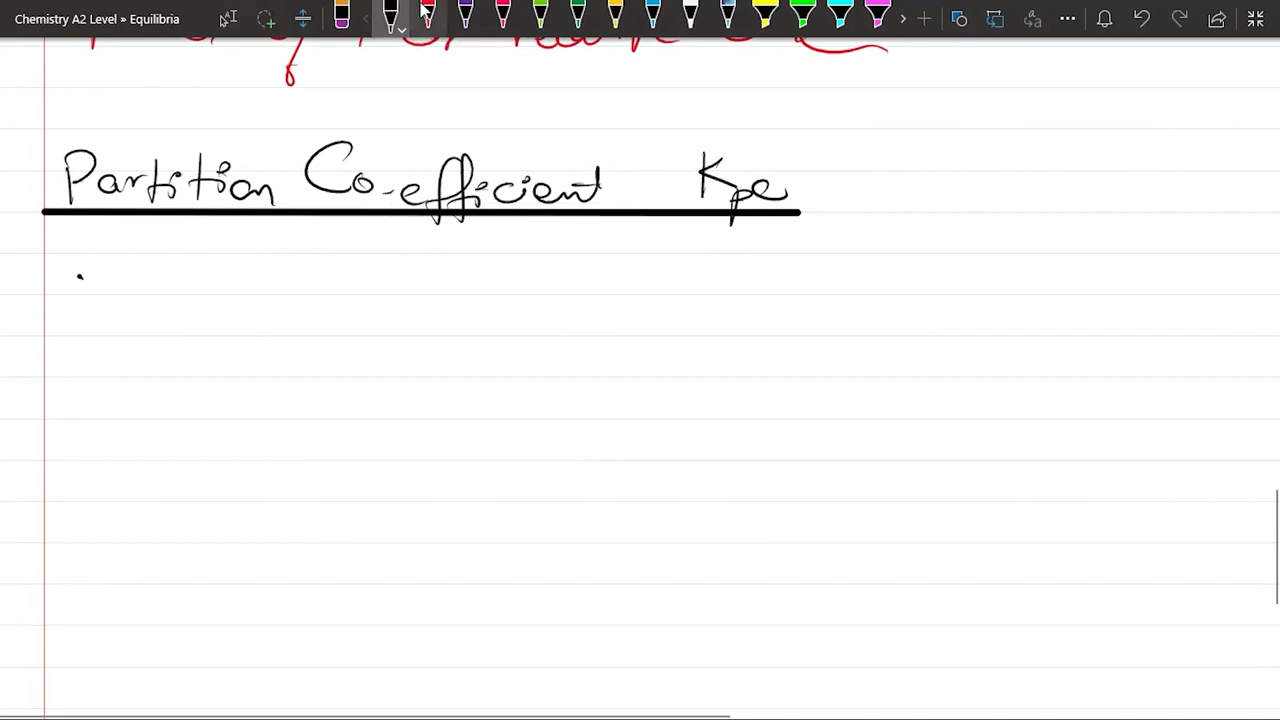 Chemistry A2 Level » Equilibria
Partition Co-efficient Kpc